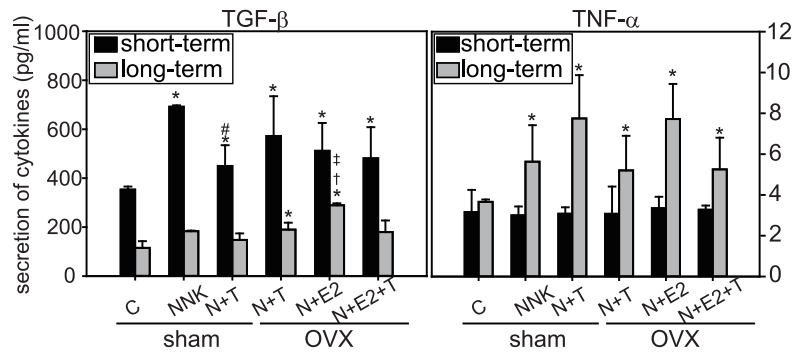 TGF-β
TNF-α
secretion of cytokines (pg/ml)
1000
800
600
400
200
0
short-term
long-term
*
#
*
*
*
*
*
‡
†
*
C
NNK
N+T
N+T
N+E2
N+E2+T
sham
OVX
short-term
long-term
*
*
*
*
*
12
10
8
6
4
2
0
C
NNK
N+T
N+T
N+E2
N+E2+T
sham
OVX